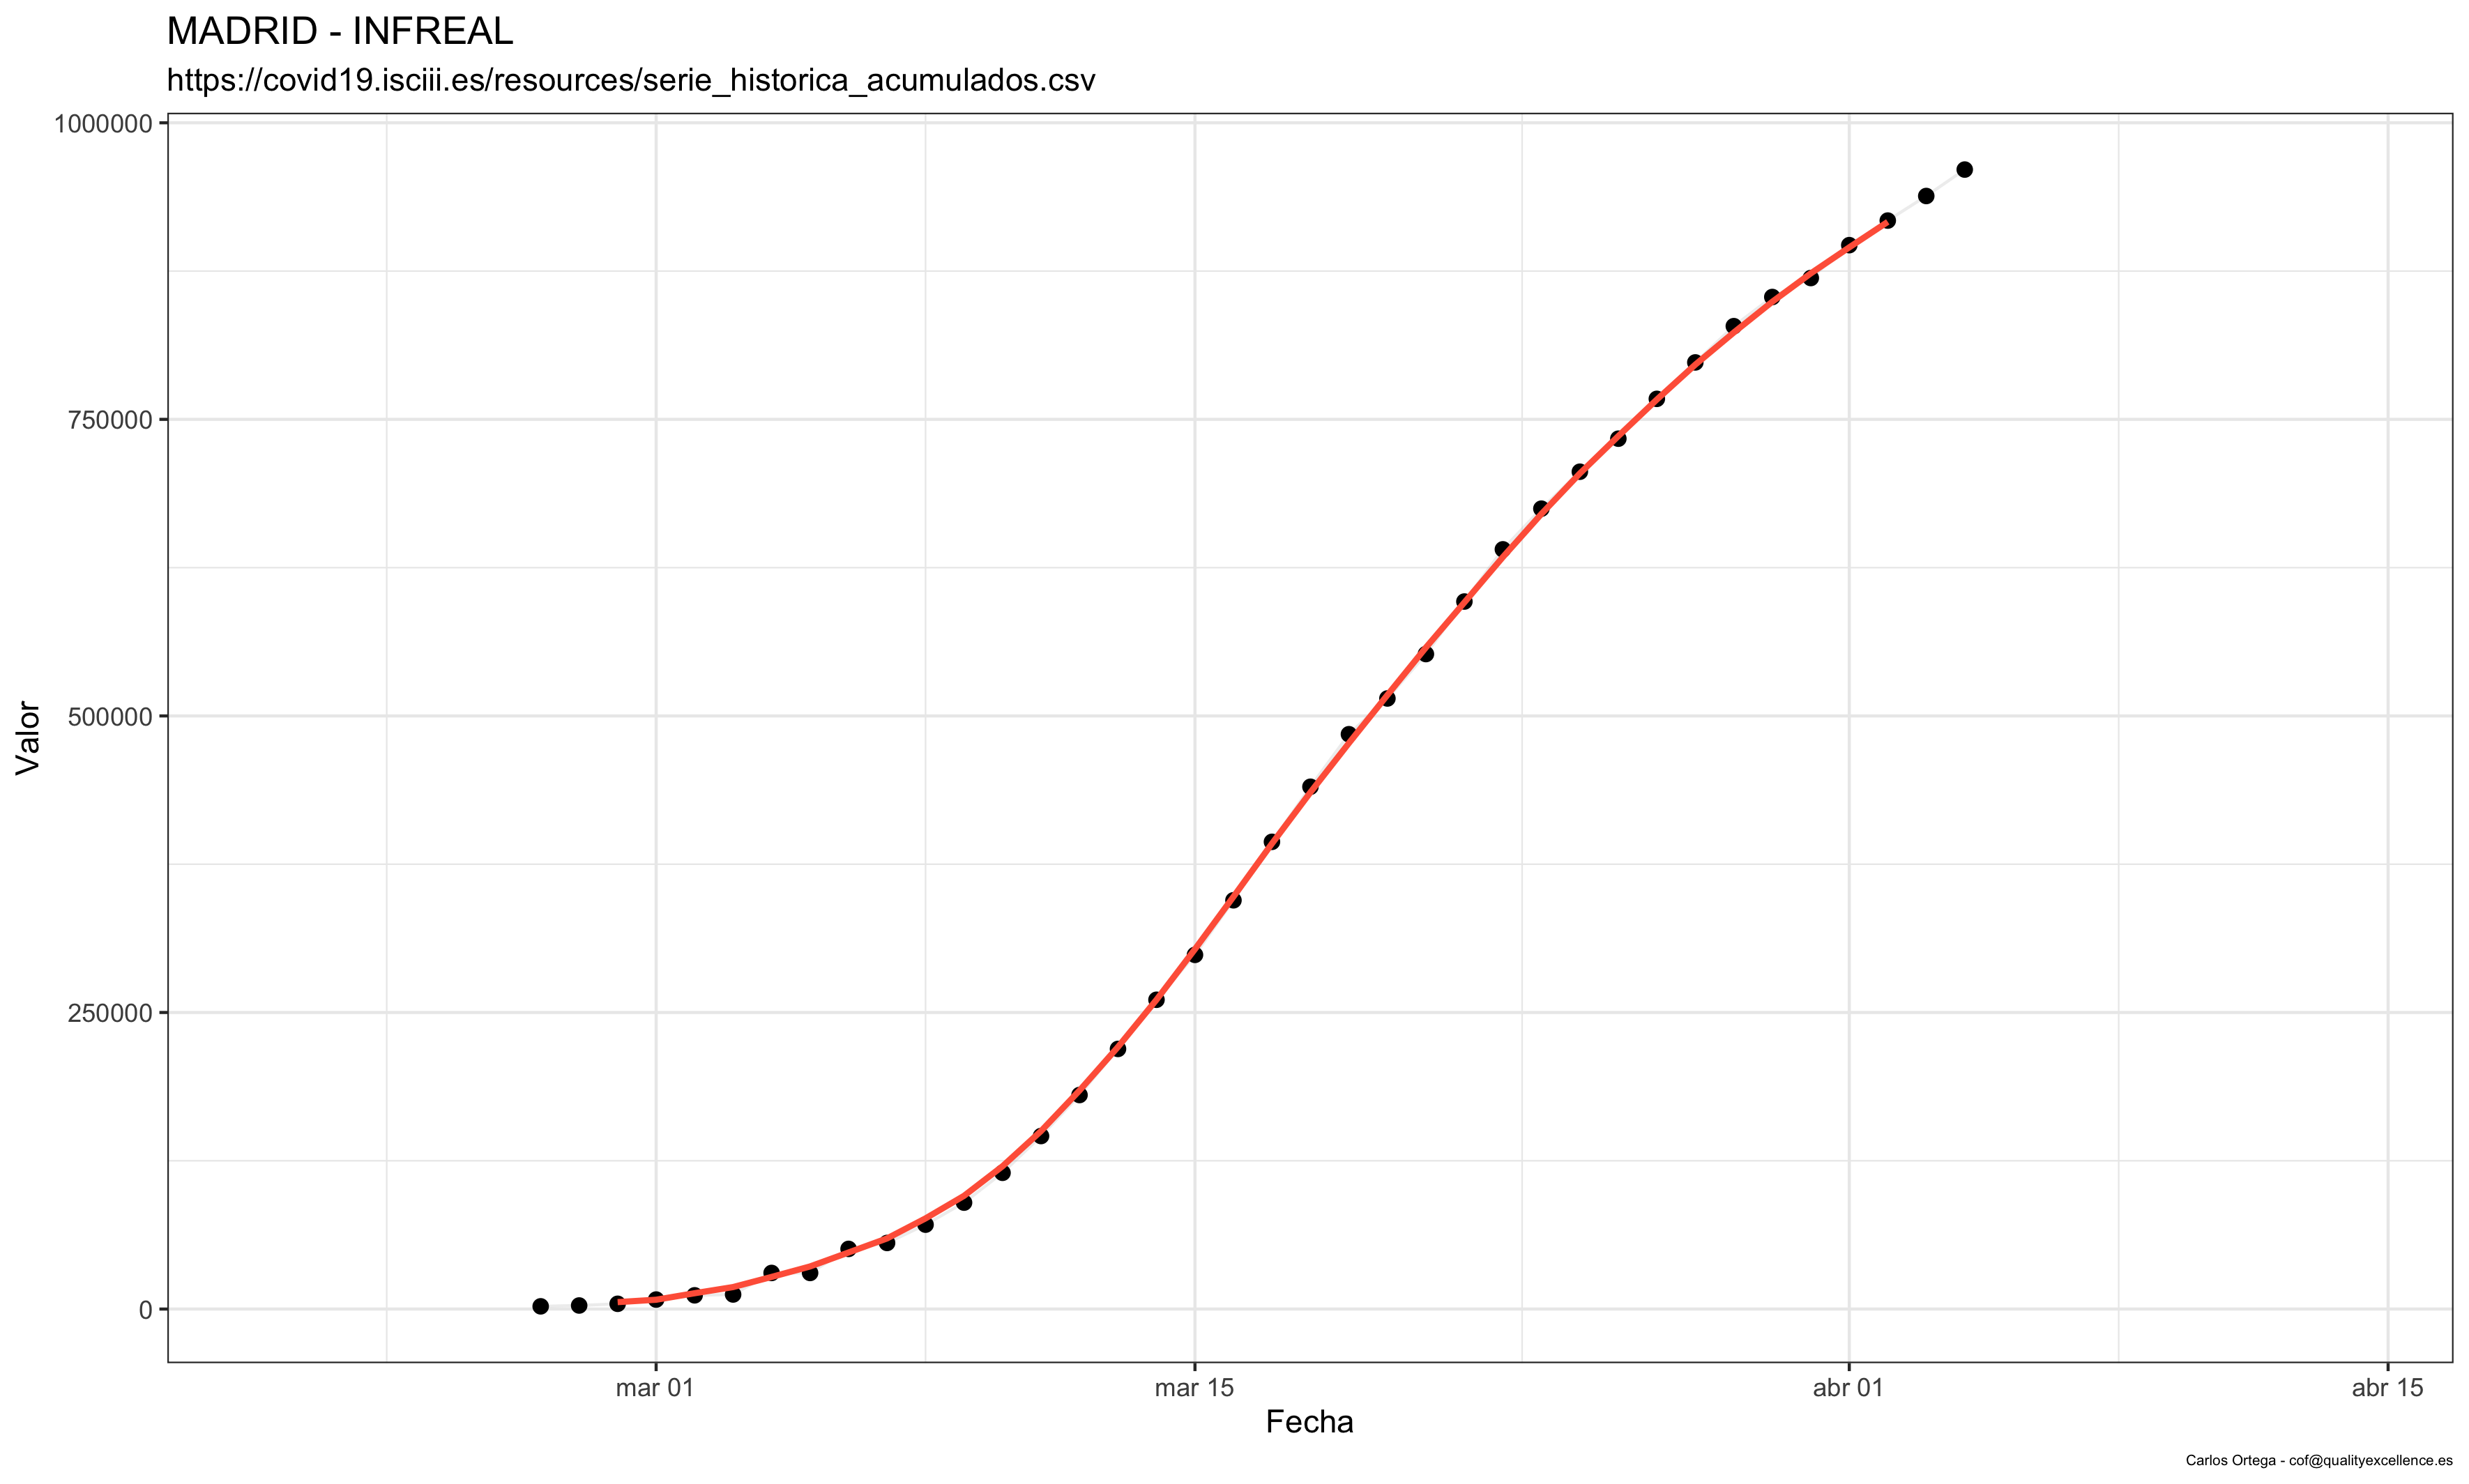 MADRID - INFREAL
https://covid19.isciii.es/resources/serie_historica_acumulados.csv
1000000
750000
500000
250000
0
Valor
mar 01
mar 15
abr 01
abr 15
Fecha
Carlos Ortega - cof@qualityexcellence.es